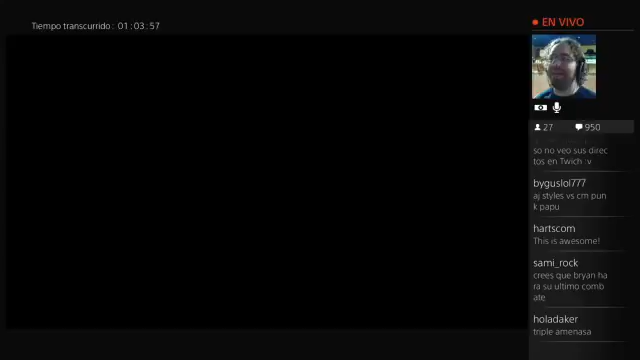 Tiempo transcurrido: 01:03:57
EN VIVO
27 950
so no veo sus direc
tos en Twich :v
byguslol777
aj styles vs cm pun
k papu
hartscom
This is awesome!
sami_rock
crees que bryan ha
ra su ultimo comb
ate
holadaker
triple amenasa